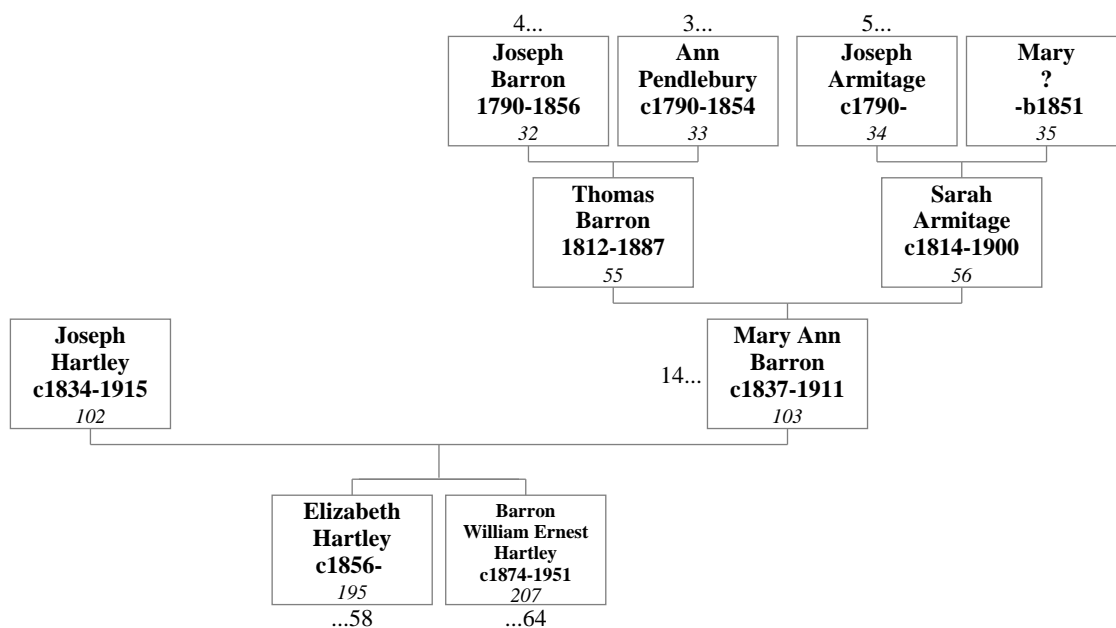 4...
3...
5...
Joseph
Barron
1790-1856
32
Ann
Pendlebury
c1790-1854
33
Joseph
Armitage
c1790-
34
Mary
?
-b1851
35
Thomas
Barron
1812-1887
55
Sarah
Armitage
c1814-1900
56
Joseph
Hartley
c1834-1915
102
14...
Mary Ann
Barron
c1837-1911
103
Elizabeth
Hartley
c1856-
195
...58
Barron
William Ernest
Hartley
c1874-1951
207
...64